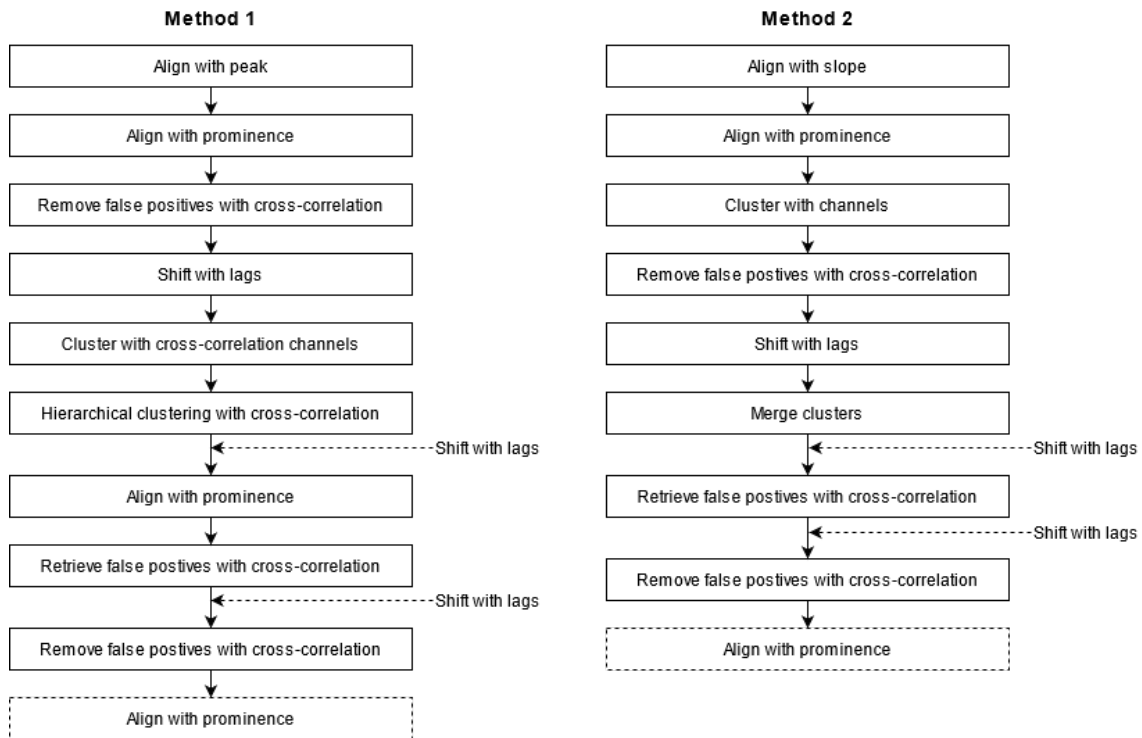 Method 1
Align with peak
Align with prominence
Remove false positives with cross-correlation
Shift with lags
Cluster with cross-correlation channels
Hierarchical clustering with cross-correlation
Shift with lags
Align with prominence
Retrieve false postives with cross-correlation
Shift with lags
Remove false postives with cross-correlation
Align with prominence
Method 2
Align with slope
Align with prominence
Cluster with channels
Remove false postives with cross-correlation
Shift with lags
Merge clusters
Shift with lags
Retrieve false postives with cross-correlation
Shift with lags
Remove false postives with cross-correlation
Align with prominence